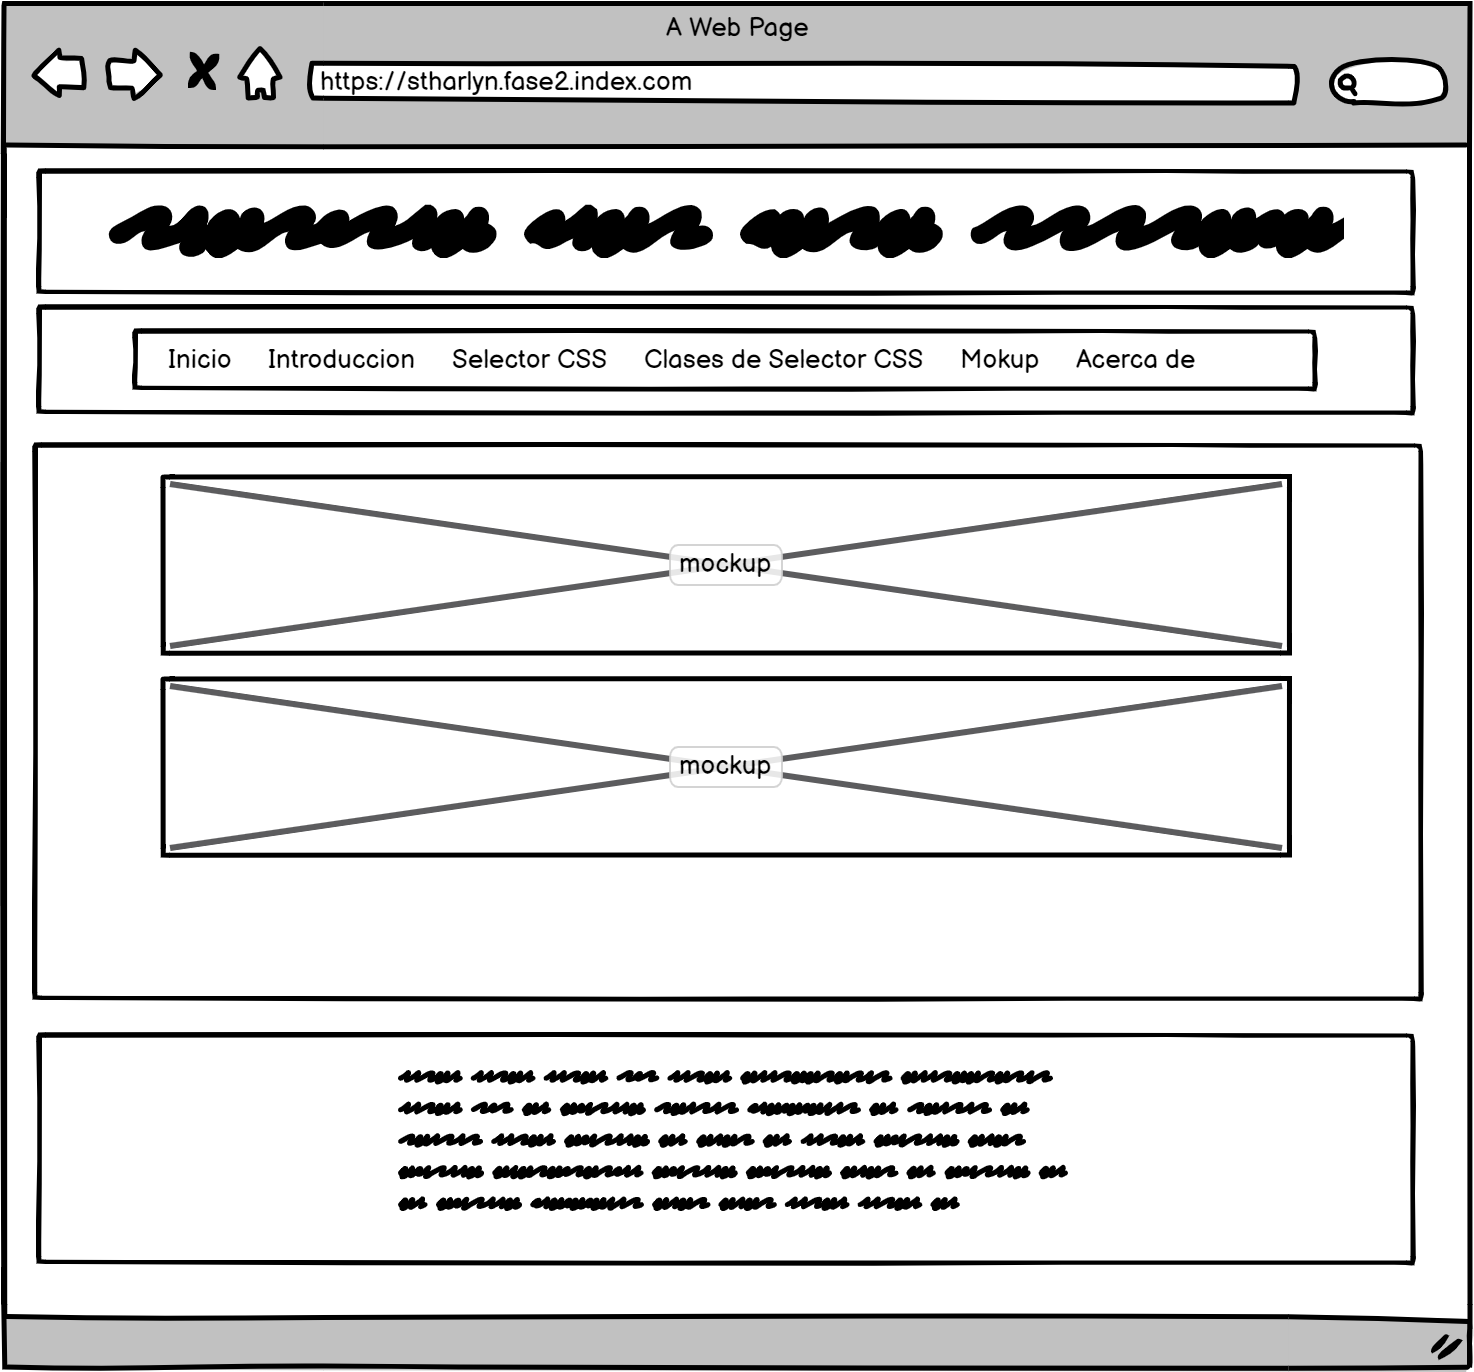 A Web Page
https://stharlyn.fase2.index.com
Inicio Introduccion Selector CSS Clases de Selector CSS Mokup Acerca de
mockup
mockup